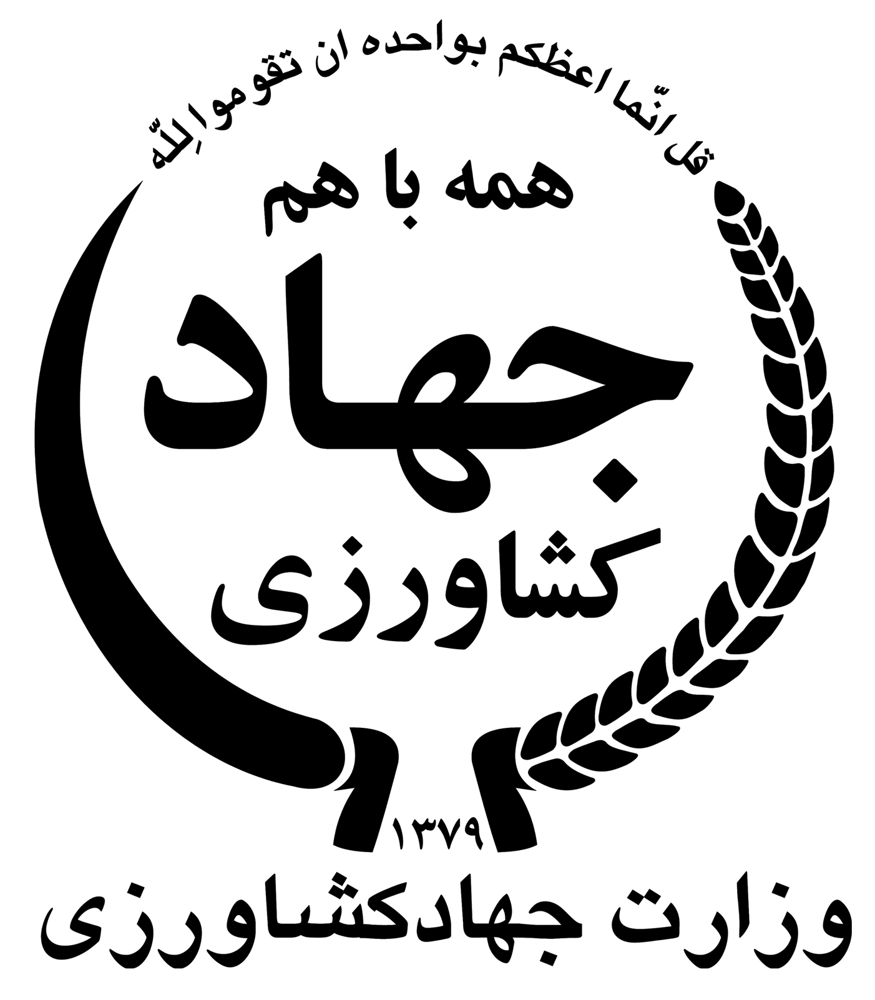 قل انّما اعظکم بواحده ان تقوموا لِلّه
همه با هم
جهاد
کشاورزی
۱۳۷۹
وزارت جهادکشاورزی